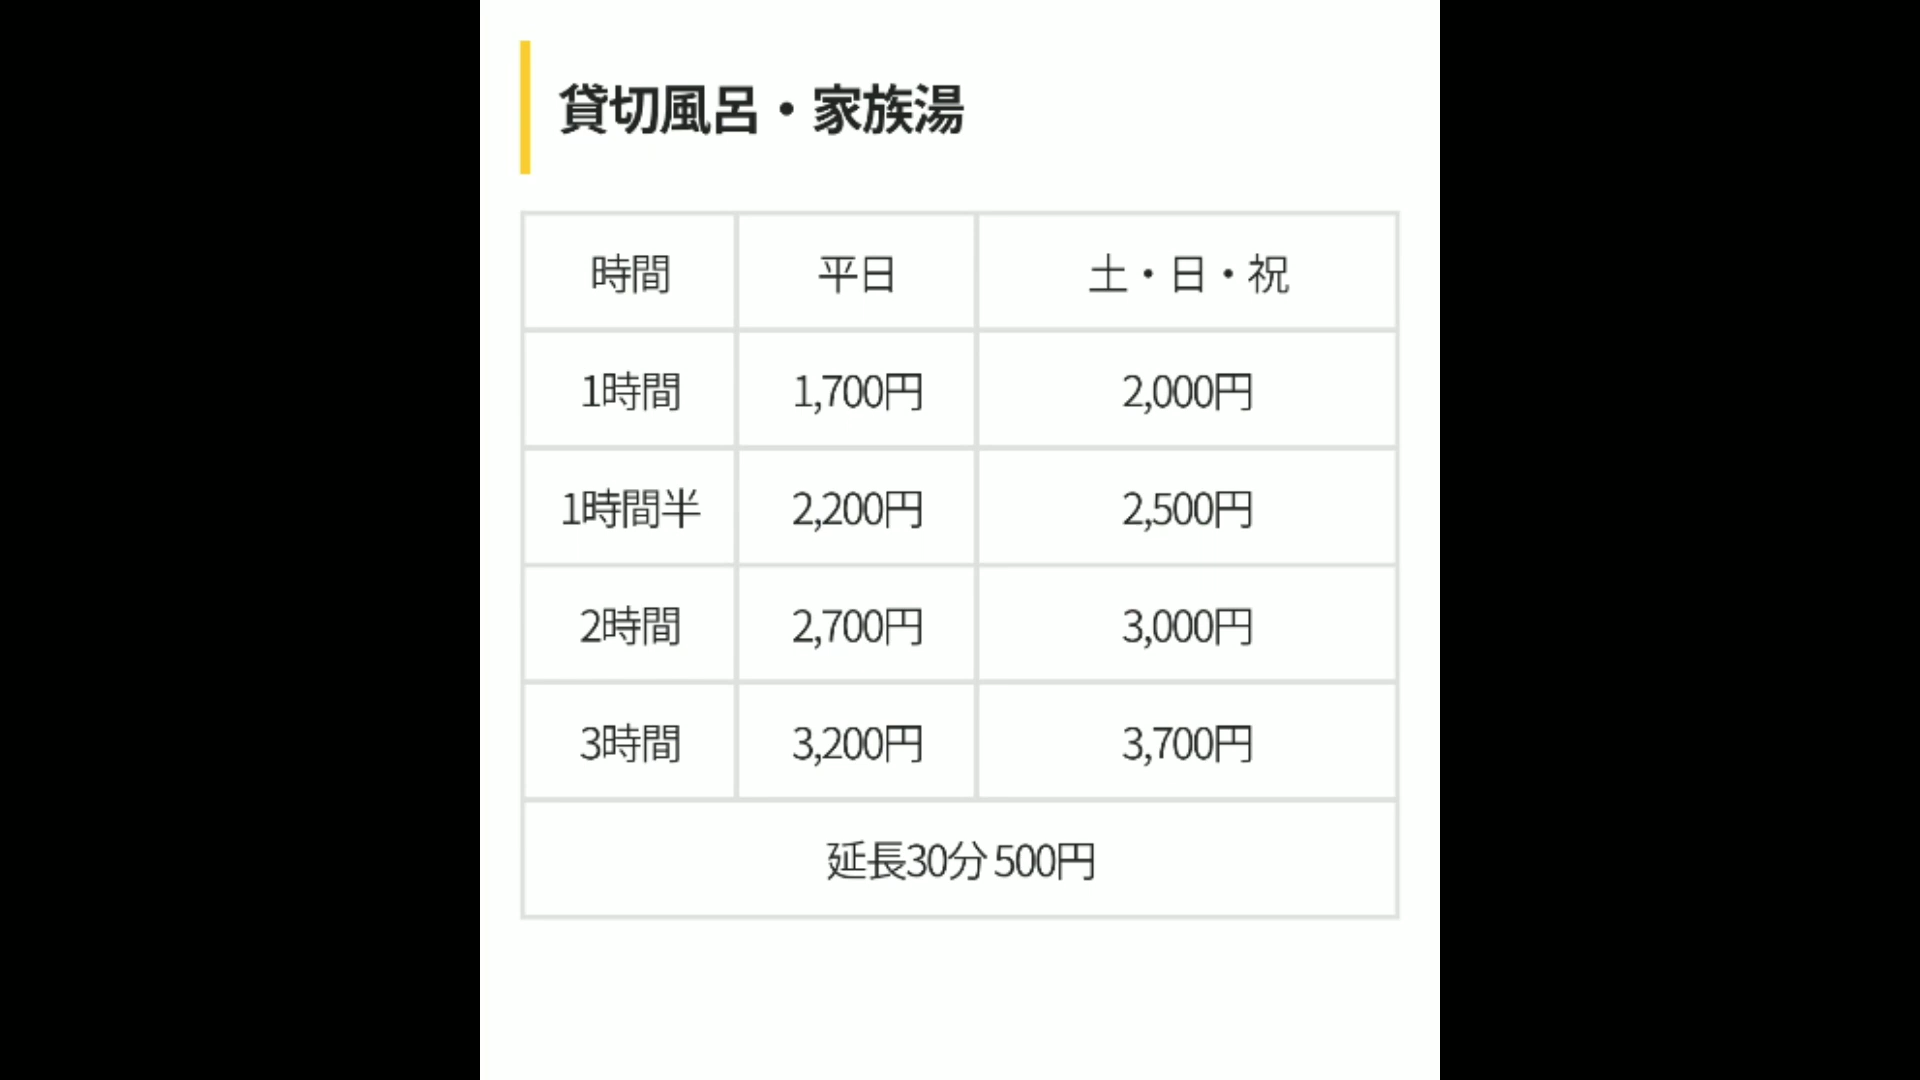 貸切風呂・家族湯
時間 平日 土・日・祝
1時間 1,700円 2,000円
1時間半 2,200円 2,500円
2時間 2,700円 3,000円
3時間 3,200円 3,700円
延長30分 500円